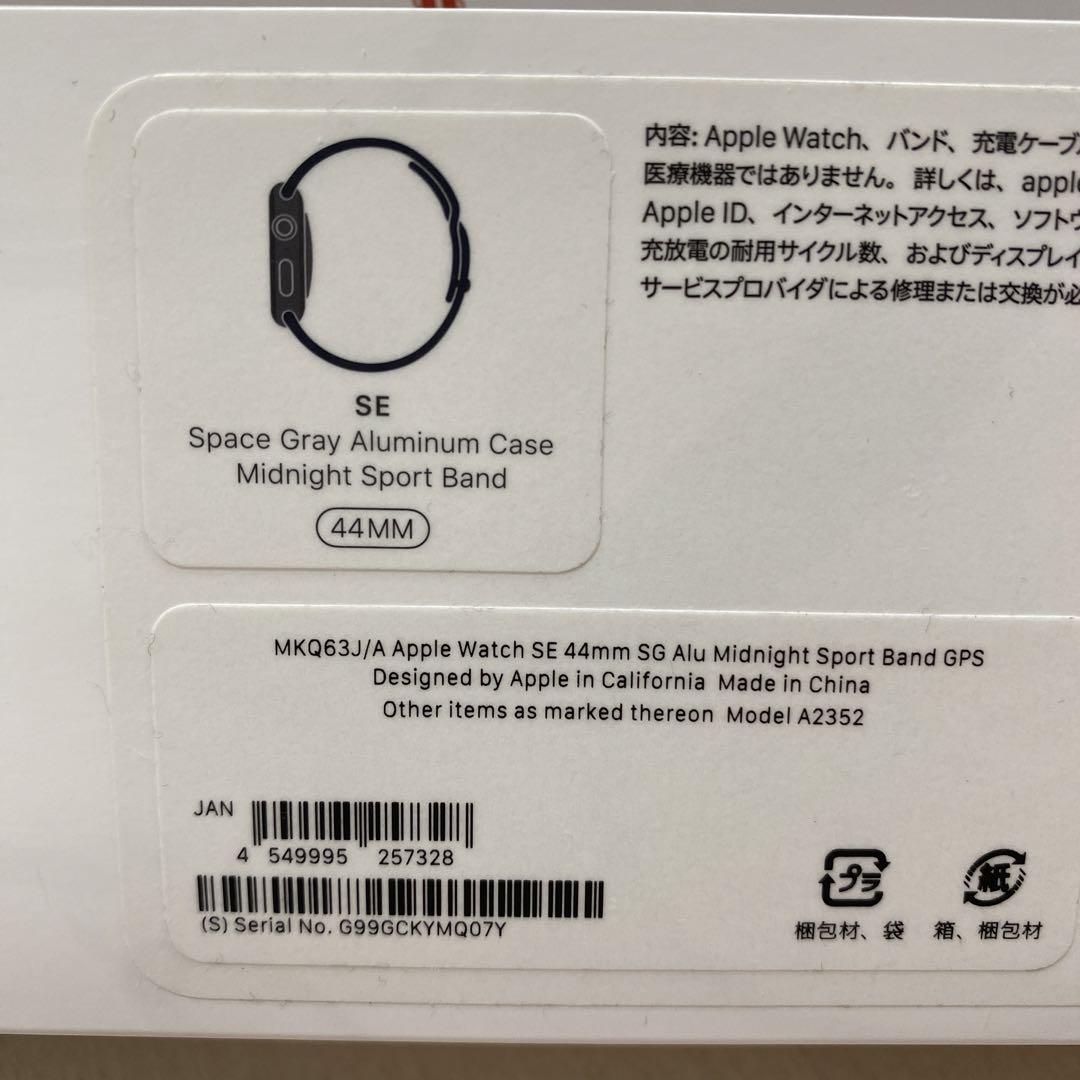 SE
Space Gray Aluminum Case
Midnight Sport Band
44MM
内容: Apple Watch、バンド、充電ケーブ
医療機器ではありません。詳しくは、apple
Apple ID、インターネットアクセス、ソフトウ
充放電の耐用サイクル数、およびディスプレイ
サービスプロバイダによる修理または交換が必
MKQ63J/A Apple Watch SE 44mm SG Alu Midnight Sport Band GPS
Designed by Apple in California Made in China
Other items as marked thereon Model A2352
JAN
4 549995 257328
(S) Serial No. G99GCKYMQ07Y
プラ
紙
梱包材、袋
箱、梱包材